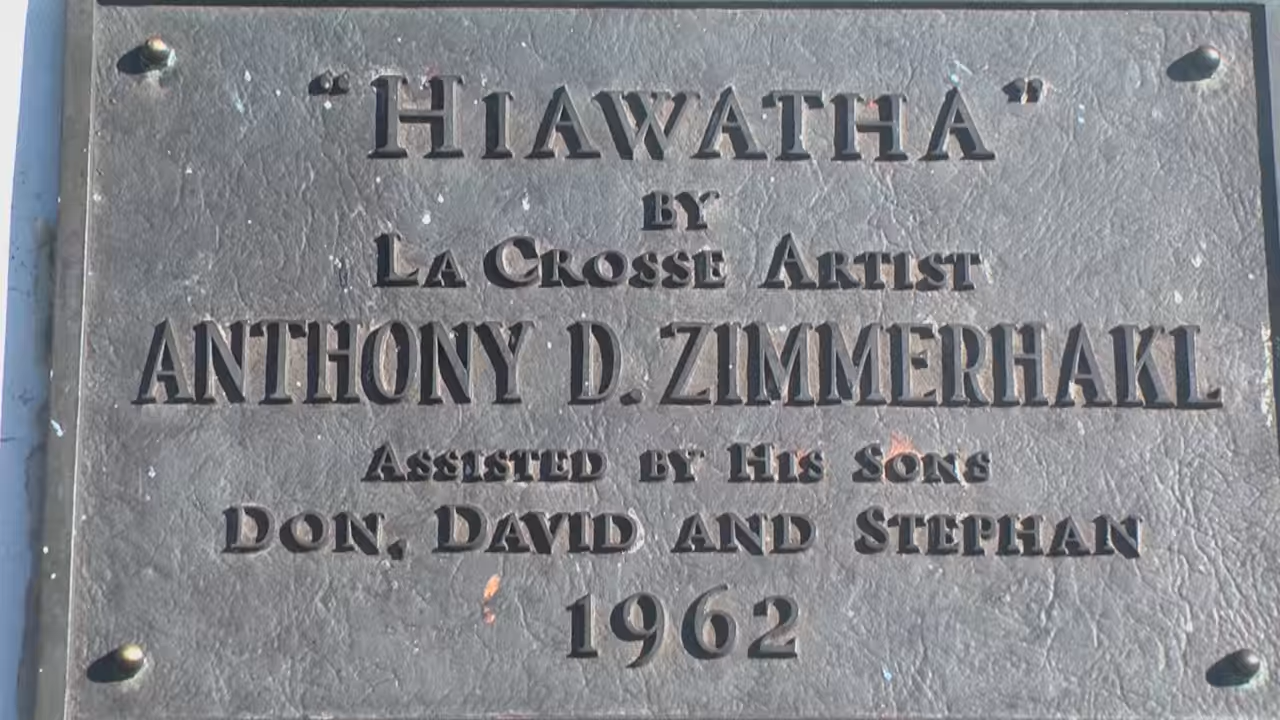 "HIAWATHA"
BY
LA CROSSE ARTIST
ANTHONY D. ZIMMERHAKL
ASSISTED BY HIS SONS
DON, DAVID AND STEPHAN
1962